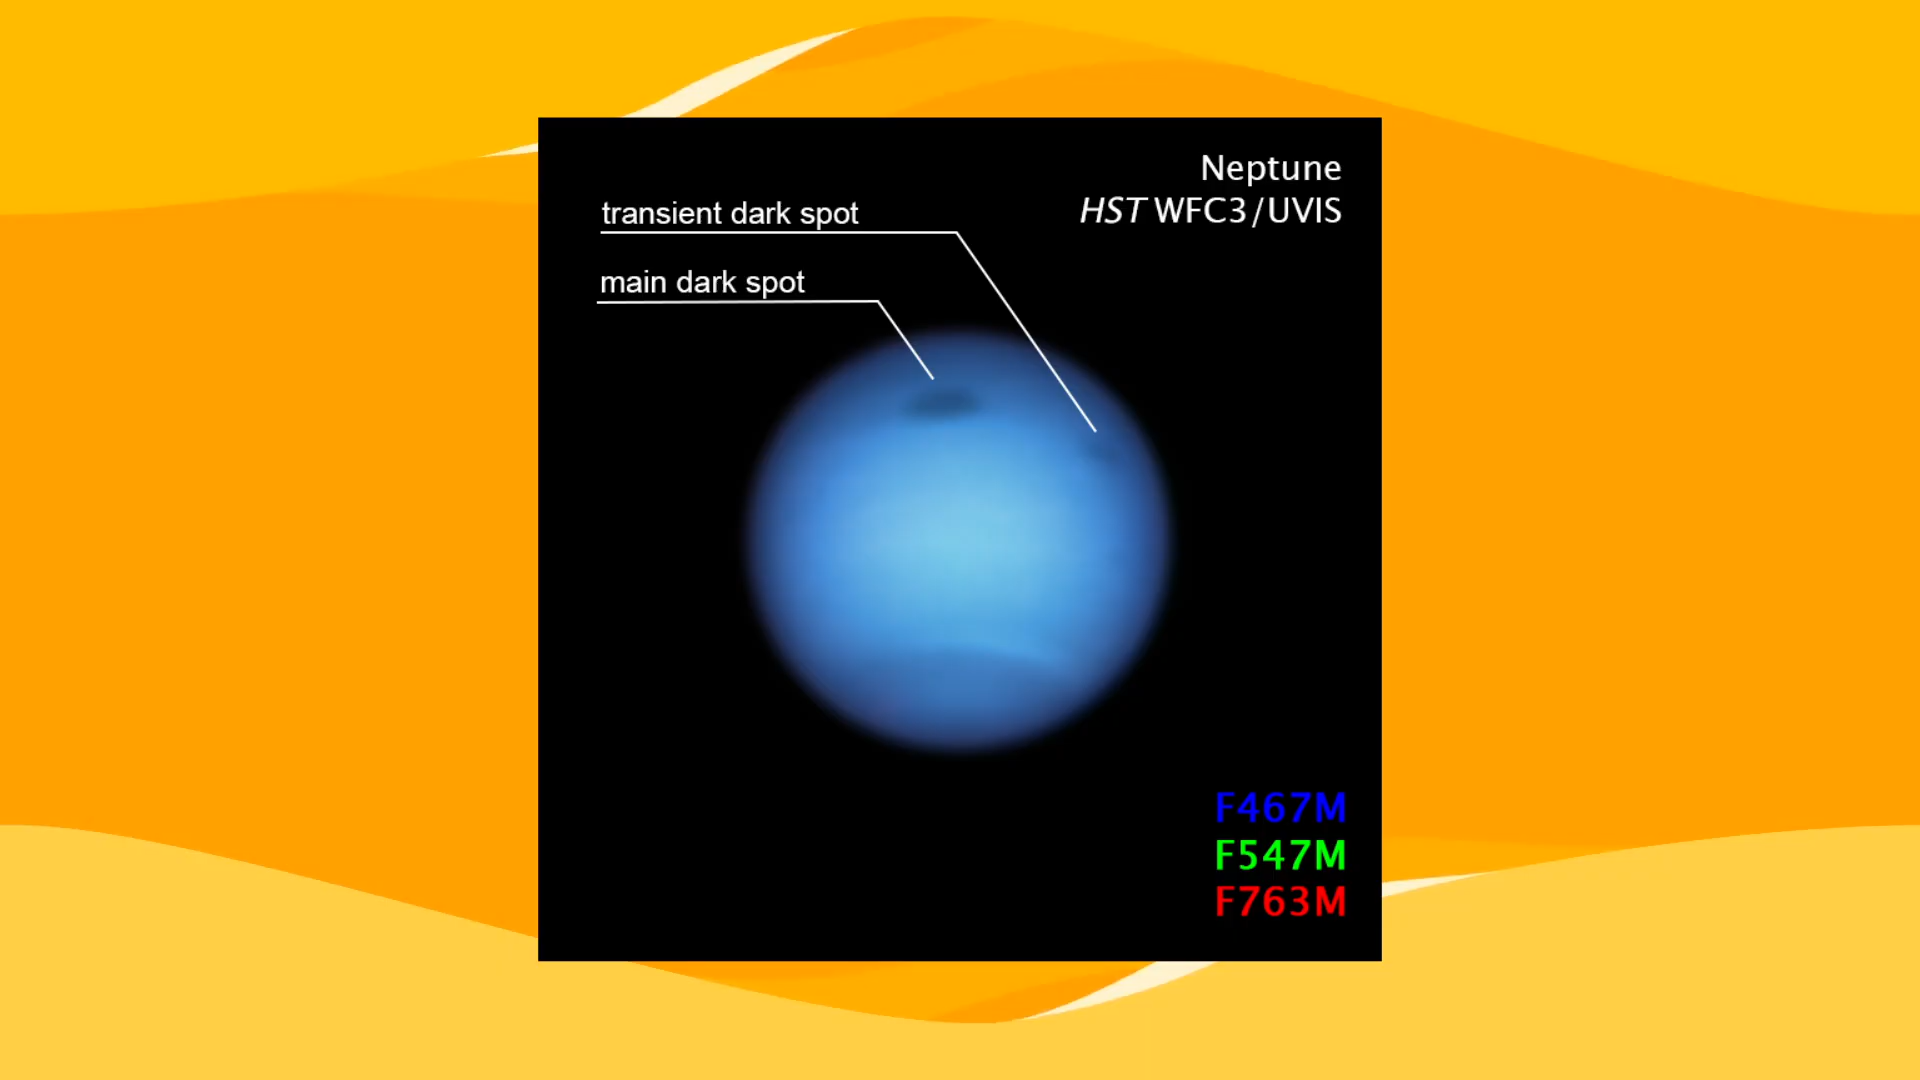 Neptune
HST WFC3/UVIS
transient dark spot
main dark spot
F467M
F547M
F763M